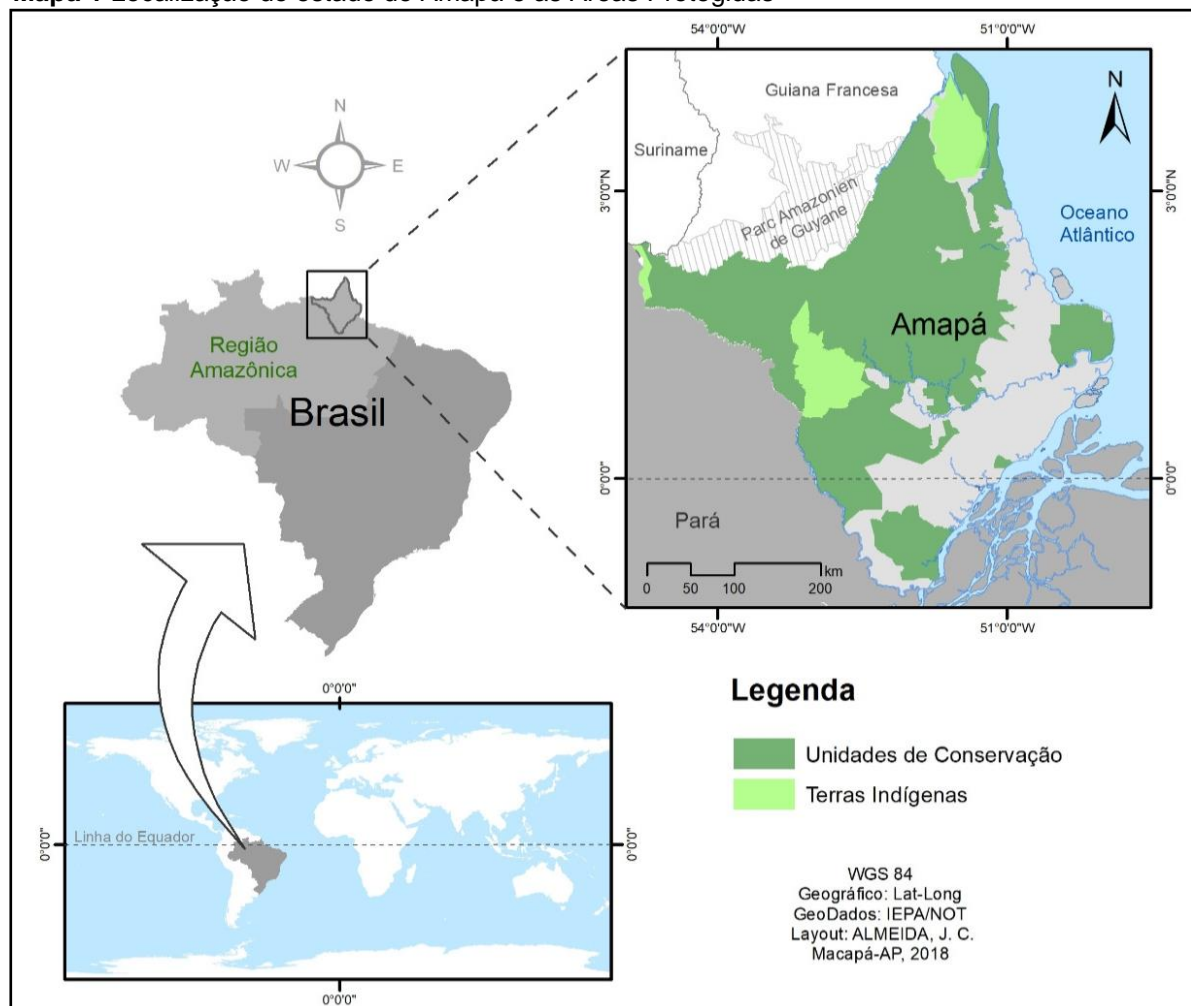 Mapa 1 Localização do estado do Amapá e as Áreas Protegidas
54°0'0"W
51°0'0"W
N
Guiana Francesa
Suriname
Parc Amazonien
de Guyane
3°0'0"N
3°0'0"N
Oceano
Atlântico
Amapá
0°0'0"
0°0'0"
Pará
km
0 50 100 200
54°0'0"W
51°0'0"W
N
W E
S
Região
Amazônica
Brasil
0°0'0"
Linha do Equador
0°0'0"
0°0'0"
0°0'0"
Legenda
Unidades de Conservação
Terras Indígenas
WGS 84
Geográfico: Lat-Long
GeoDados: IEPA/NOT
Layout: ALMEIDA, J. C.
Macapá-AP, 2018